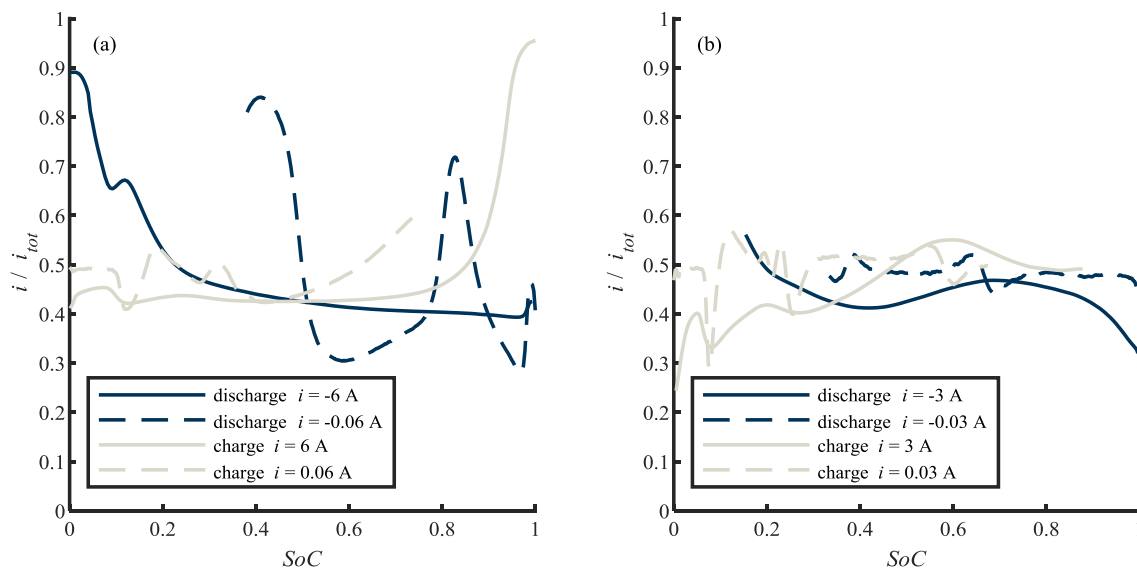 (a)
1
0.9
0.8
0.7
0.6
0.5
0.4
0.3
0.2
0.1
0
i / i_tot
discharge i = -6 A
discharge i = -0.06 A
charge i = 6 A
charge i = 0.06 A
0 0.2 0.4 0.6 0.8 1
SoC
(b)
1
0.9
0.8
0.7
0.6
0.5
0.4
0.3
0.2
0.1
0
i / i_tot
discharge i = -3 A
discharge i = -0.03 A
charge i = 3 A
charge i = 0.03 A
0 0.2 0.4 0.6 0.8 1
SoC